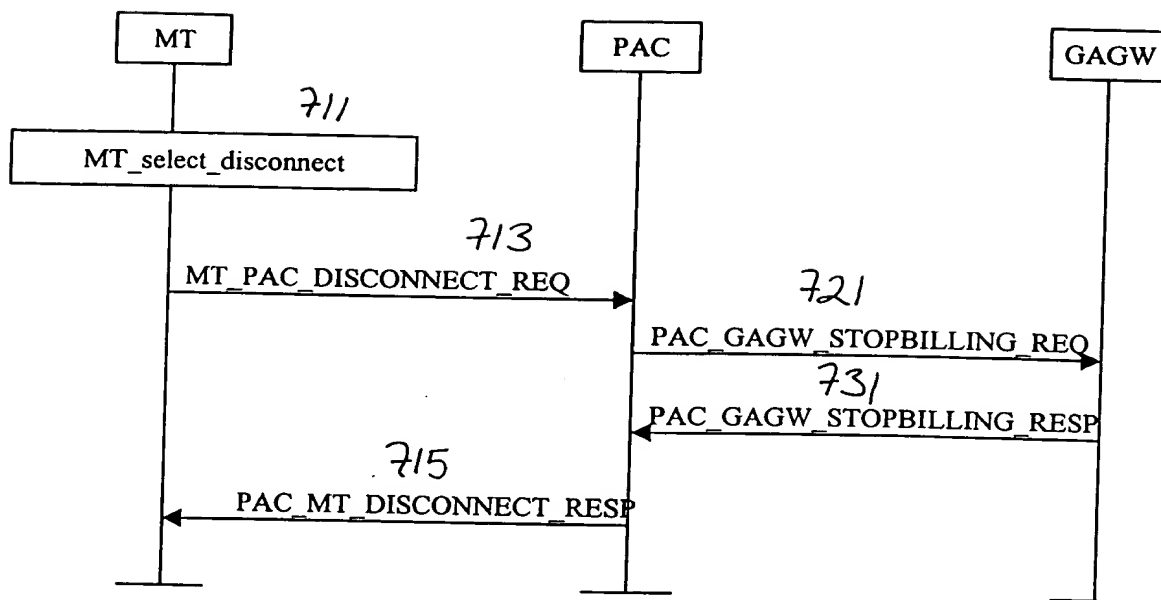 MT
PAC
GAGW
711
MT_select_disconnect
713
MT_PAC_DISCONNECT_REQ
721
PAC_GAGW_STOPBILLING_REQ
731
PAC_GAGW_STOPBILLING_RESP
715
PAC_MT_DISCONNECT_RESP